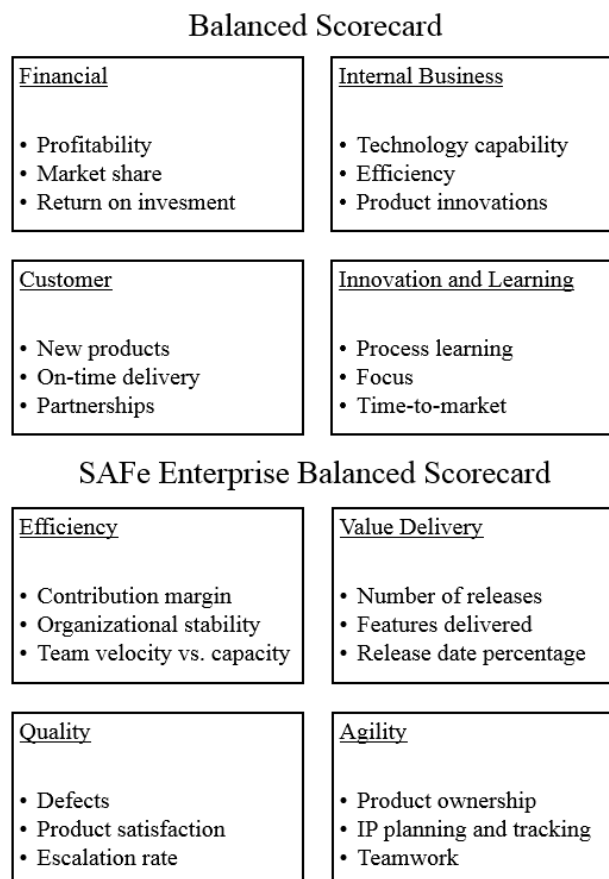 Balanced Scorecard
Financial
• Profitability
• Market share
• Return on invesment
Internal Business
• Technology capability
• Efficiency
• Product innovations
Customer
• New products
• On-time delivery
• Partnerships
Innovation and Learning
• Process learning
• Focus
• Time-to-market
SAFe Enterprise Balanced Scorecard
Efficiency
• Contribution margin
• Organizational stability
• Team velocity vs. capacity
Value Delivery
• Number of releases
• Features delivered
• Release date percentage
Quality
• Defects
• Product satisfaction
• Escalation rate
Agility
• Product ownership
• IP planning and tracking
• Teamwork